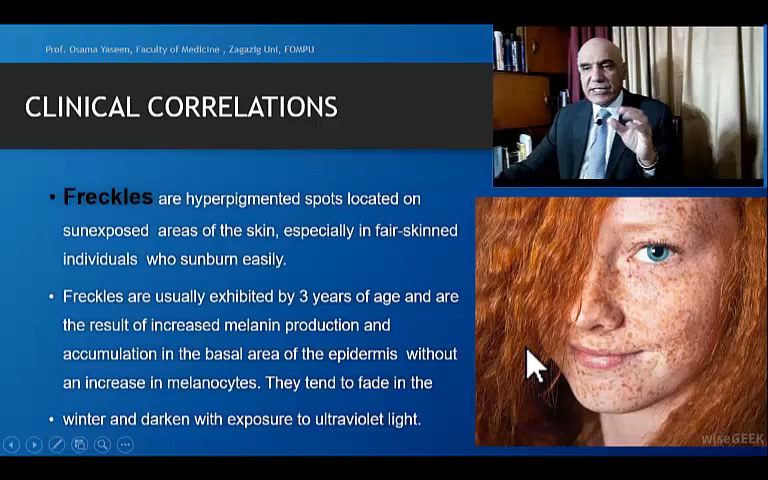 Prof. Osama Yaseen, Faculty of Medicine , Zagazig Uni, FOMPU
CLINICAL CORRELATIONS
• Freckles are hyperpigmented spots located on
sunexposed areas of the skin, especially in fair-skinned
individuals who sunburn easily.
• Freckles are usually exhibited by 3 years of age and are
the result of increased melanin production and
accumulation in the basal area of the epidermis without
an increase in melanocytes. They tend to fade in the
• winter and darken with exposure to ultraviolet light.
wiseGEEK